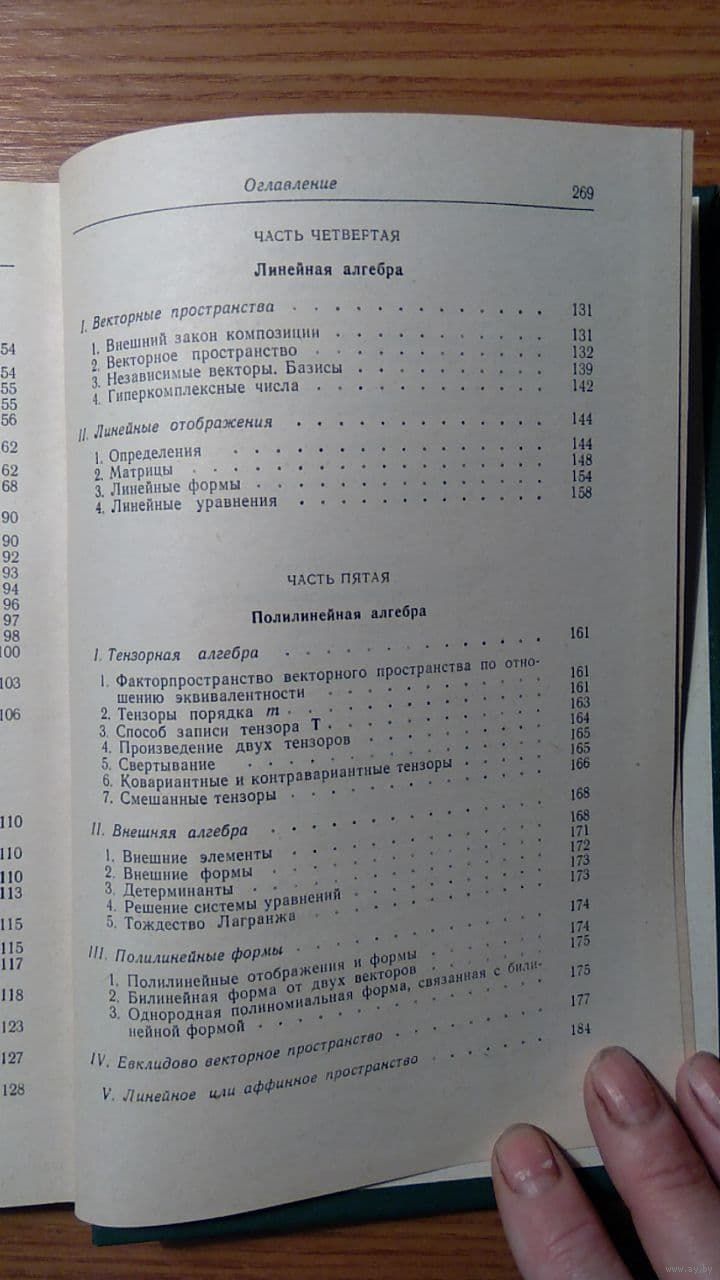 Оглавление 269
ЧАСТЬ ЧЕТВЕРТАЯ
Линейная алгебра
I. Векторные пространства . . . . . . . . . . . . 131
1. Внешний закон композиции . . . . . . . . . . . 131
2. Векторное пространство . . . . . . . . . . . . 132
3. Независимые векторы. Базисы . . . . . . . . . . 139
4. Гиперкомплексные числа . . . . . . . . . . . . 142
II. Линейные отображения . . . . . . . . . . . . 144
1. Определения . . . . . . . . . . . . . . . 144
2. Матрицы . . . . . . . . . . . . . . . . 148
3. Линейные формы . . . . . . . . . . . . . . 154
4. Линейные уравнения . . . . . . . . . . . . . 158
ЧАСТЬ ПЯТАЯ
Полилинейная алгебра
I. Тензорная алгебра . . . . . . . . . . . . . 161
1. Факторпространство векторного пространства по отно-
шению эквивалентности . . . . . . . . . . . 161
2. Тензоры порядка m . . . . . . . . . . . . . 161
3. Способ записи тензора T . . . . . . . . . . . 163
4. Произведение двух тензоров . . . . . . . . . . 164
5. Свертывание . . . . . . . . . . . . . . . 165
6. Ковариантные и контравариантные тензоры . . . . . 165
7. Смешанные тензоры . . . . . . . . . . . . . 166
II. Внешняя алгебра . . . . . . . . . . . . . . 168
1. Внешние элементы . . . . . . . . . . . . . 168
2. Внешние формы . . . . . . . . . . . . . . 171
3. Детерминанты . . . . . . . . . . . . . . . 172
4. Решение системы уравнений . . . . . . . . . . 173
5. Тождество Лагранжа . . . . . . . . . . . . . 173
III. Полилинейные формы . . . . . . . . . . . . 174
1. Полилинейные отображения и формы . . . . . . . 174
2. Билинейная форма от двух векторов . . . . . . . 175
3. Однородная полиномиальная форма, связанная с били-
нейной формой . . . . . . . . . . . . . . 175
IV. Евклидово векторное пространство . . . . . . . . 177
V. Линейное или аффинное пространство . . . . . . . 184
54
54
55
55
56
62
62
68
90
90
92
93
94
96
97
98
100
103
106
110
110
110
113
115
115
117
118
123
127
128
www.ay.by